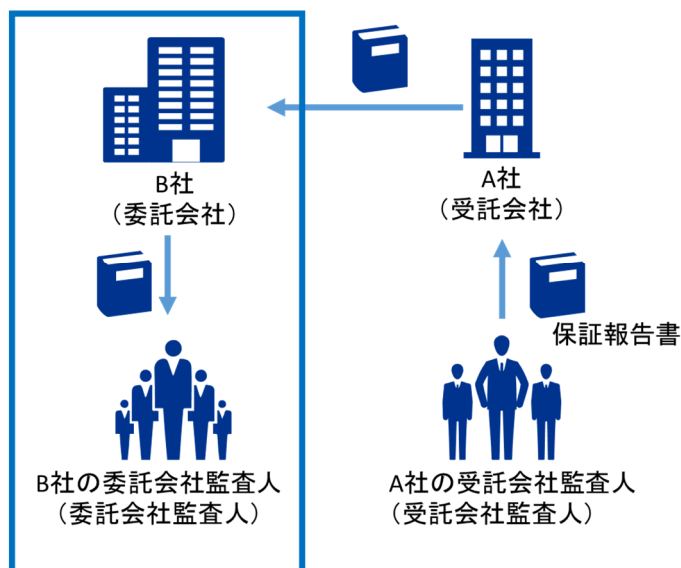 B社
（委託会社）
A社
（受託会社）
保証報告書
B社の委託会社監査人
（委託会社監査人）
A社の受託会社監査人
（受託会社監査人）